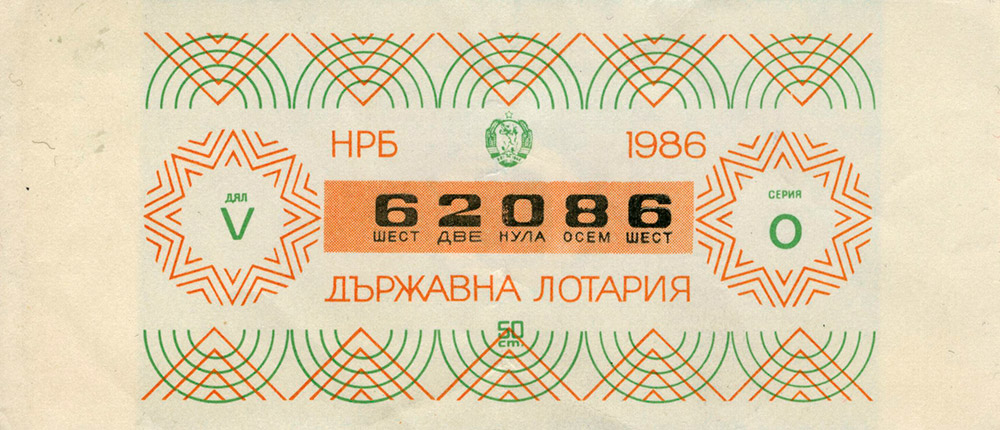 НРБ 1986
ДЯЛ
V
62086
ШЕСТ ДВЕ НУЛА ОСЕМ ШЕСТ
СЕРИЯ
О
ДЪРЖАВНА ЛОТАРИЯ
50
ст.